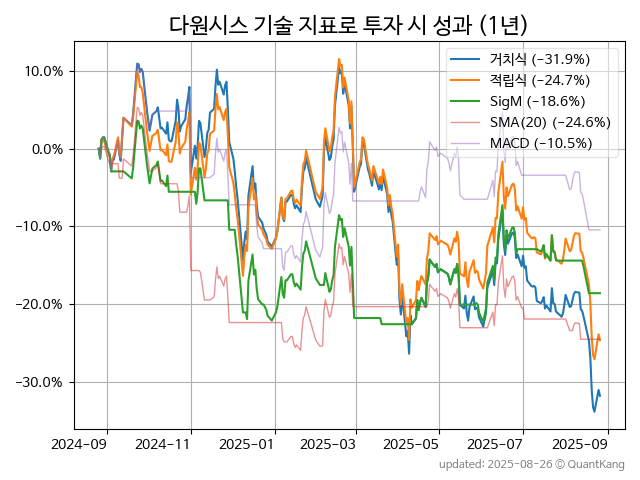 다원시스 기술 지표로 투자 시 성과 (1년)
거치식 (−31.9%)
적립식 (−24.7%)
SigM (−18.6%)
SMA(20) (−24.6%)
MACD (−10.5%)
10.0%
0.0%
−10.0%
−20.0%
−30.0%
2024-09 2024-11 2025-01 2025-03 2025-05 2025-07 2025-09
updated: 2025-08-26 © QuantKang